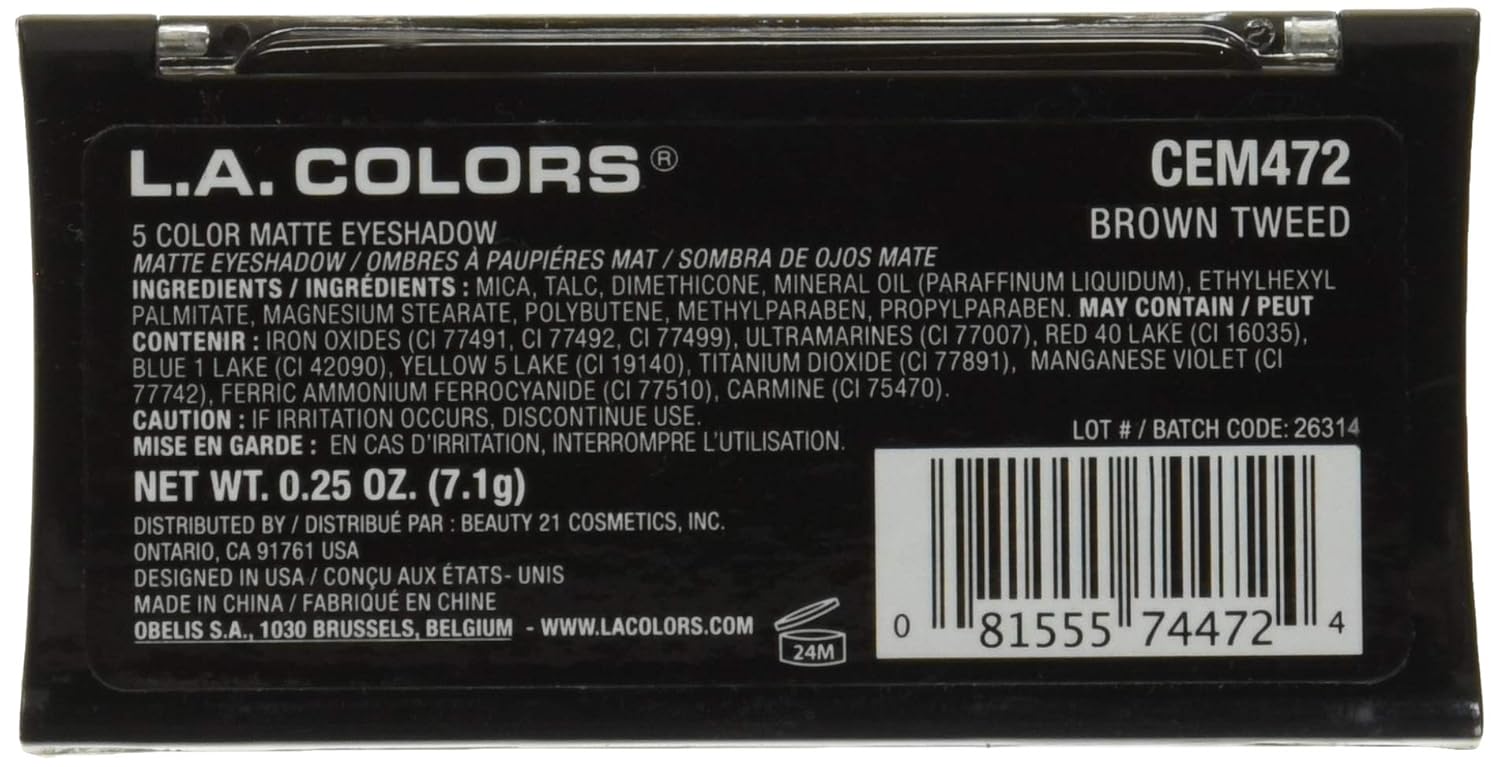 L.A. COLORS®
CEM472
BROWN TWEED
5 COLOR MATTE EYESHADOW
MATTE EYESHADOW / OMBRES À PAUPIÉRES MAT / SOMBRA DE OJOS MATE
INGREDIENTS / INGRÉDIENTS : MICA, TALC, DIMETHICONE, MINERAL OIL (PARAFFINUM LIQUIDUM), ETHYLHEXYL
PALMITATE, MAGNESIUM STEARATE, POLYBUTENE, METHYLPARABEN, PROPYLPARABEN. MAY CONTAIN / PEUT
CONTENIR : IRON OXIDES (CI 77491, CI 77492, CI 77499), ULTRAMARINES (CI 77007), RED 40 LAKE (CI 16035),
BLUE 1 LAKE (CI 42090), YELLOW 5 LAKE (CI 19140), TITANIUM DIOXIDE (CI 77891), MANGANESE VIOLET (CI
77742), FERRIC AMMONIUM FERROCYANIDE (CI 77510), CARMINE (CI 75470).
CAUTION : IF IRRITATION OCCURS, DISCONTINUE USE.
MISE EN GARDE : EN CAS D'IRRITATION, INTERROMPRE L'UTILISATION.
NET WT. 0.25 OZ. (7.1g)
DISTRIBUTED BY / DISTRIBUÉ PAR : BEAUTY 21 COSMETICS, INC.
ONTARIO, CA 91761 USA
DESIGNED IN USA / CONÇU AUX ÉTATS- UNIS
MADE IN CHINA / FABRIQUÉ EN CHINE
OBELIS S.A., 1030 BRUSSELS, BELGIUM - WWW.LACOLORS.COM
24M
LOT # / BATCH CODE: 26314
0 81555 74472 4